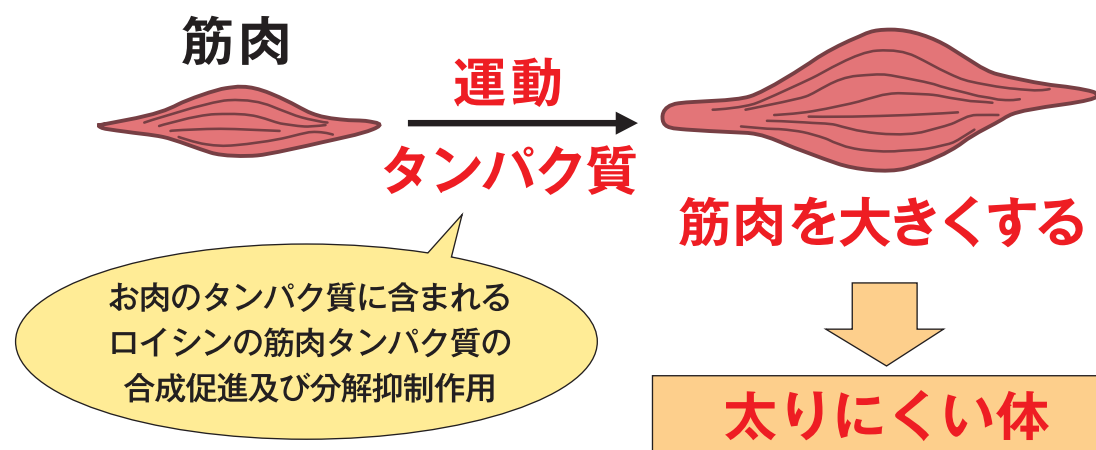 筋肉
運動
タンパク質
筋肉を大きくする
お肉のタンパク質に含まれる
ロイシンの筋肉タンパク質の
合成促進及び分解抑制作用
太りにくい体